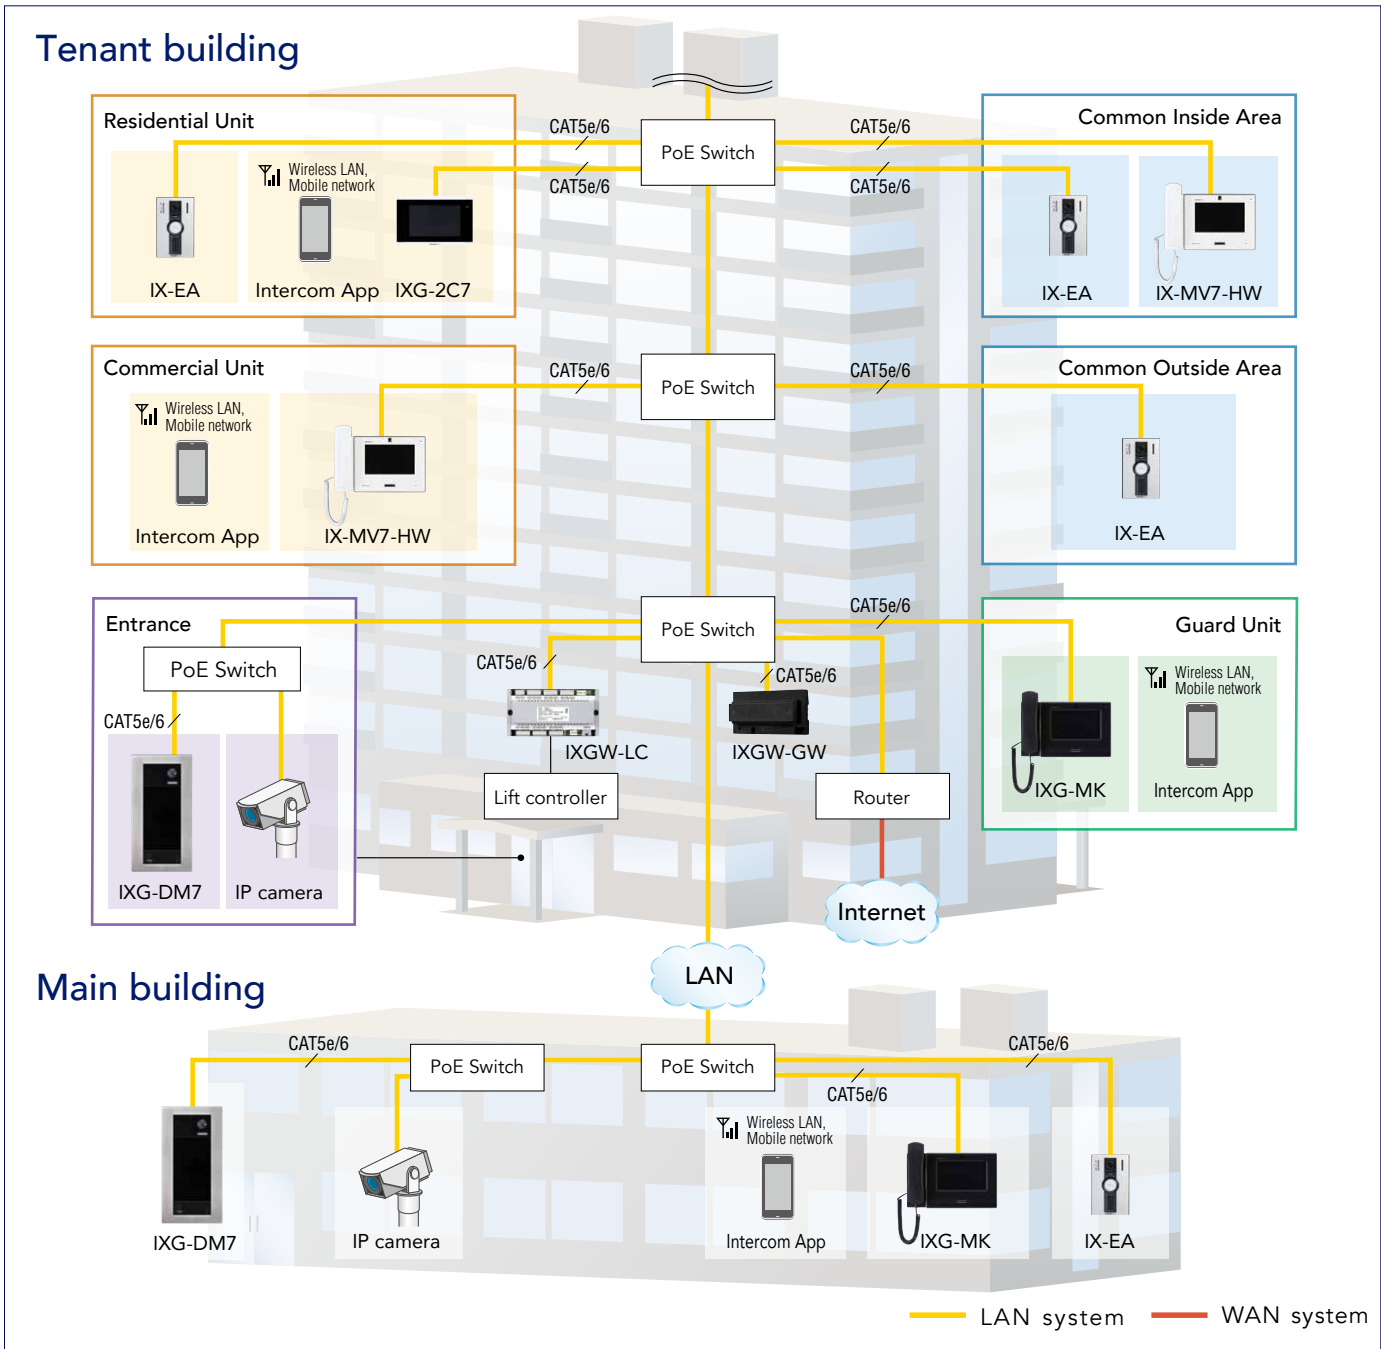 Tenant building
Residential Unit
CAT5e/6
CAT5e/6
Wireless LAN,
Mobile network
IX-EA
Intercom App
IXG-2C7
PoE Switch
CAT5e/6
CAT5e/6
Common Inside Area
IX-EA
IX-MV7-HW
Commercial Unit
CAT5e/6
Wireless LAN,
Mobile network
Intercom App
IX-MV7-HW
PoE Switch
CAT5e/6
Common Outside Area
IX-EA
Entrance
PoE Switch
CAT5e/6
IXG-DM7
IP camera
PoE Switch
CAT5e/6
IXGW-LC
Lift controller
CAT5e/6
IXGW-GW
Router
Internet
CAT5e/6
Guard Unit
Wireless LAN,
Mobile network
IXG-MK
Intercom App
LAN
Main building
CAT5e/6
PoE Switch
PoE Switch
CAT5e/6
CAT5e/6
Wireless LAN,
Mobile network
IXG-DM7
IP camera
Intercom App
IXG-MK
IX-EA
LAN system
WAN system